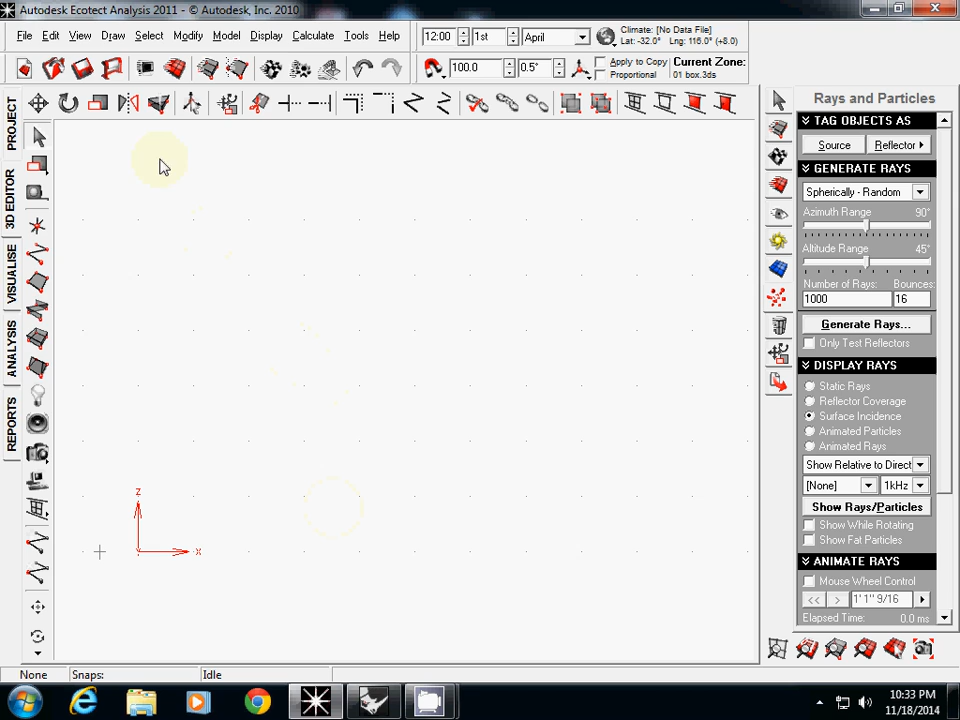 Autodesk Ecotect Analysis 2011 - © Autodesk, Inc. 2010
File Edit View Draw Select Modify Model Display Calculate Tools Help
12:00 1st April
Climate: [No Data File]
Lat: -32.0° Lng: 115.0° (+8.0)
100.0 0.5°
Apply to Copy
Proportional
Current Zone:
01 box.3ds
PROJECT
3D EDITOR
VISUALISE
ANALYSIS
REPORTS
z
x
Rays and Particles
TAG OBJECTS AS
Source Reflector
GENERATE RAYS
Spherically - Random
Azimuth Range 90°
Altitude Range 45°
Number of Rays: Bounces:
1000 16
Generate Rays...
Only Test Reflectors
DISPLAY RAYS
Static Rays
Reflector Coverage
Surface Incidence
Animated Particles
Animated Rays
Show Relative to Direct
[None] 1kHz
Show Rays/Particles
Show While Rotating
Show Fat Particles
ANIMATE RAYS
Mouse Wheel Control
<< > 1' 1" 9/16
Elapsed Time: 0.0 ms
None Snaps: Idle
10:33 PM
11/18/2014